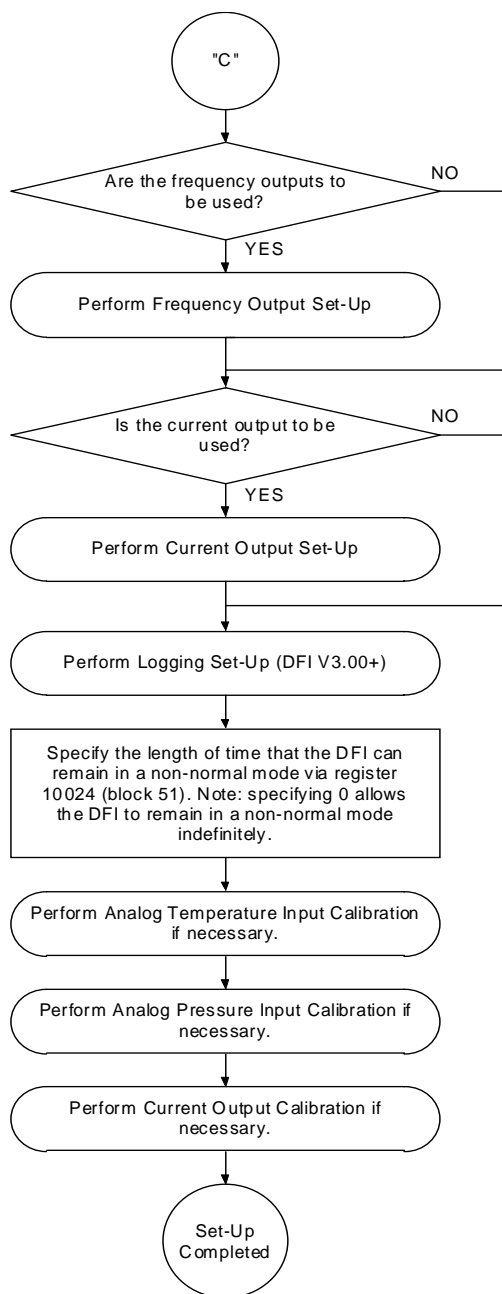 "C"
Are the frequency outputs to
be used?
NO
YES
Perform Frequency Output Set-Up
Is the current output to be
used?
NO
YES
Perform Current Output Set-Up
Perform Logging Set-Up (DFI V3.00+)
Specify the length of time that the DFI can
remain in a non-normal mode via register
10024 (block 51). Note: specifying 0 allows
the DFI to remain in a non-normal mode
indefinitely.
Perform Analog Temperature Input Calibration
if necessary.
Perform Analog Pressure Input Calibration if
necessary.
Perform Current Output Calibration if
necessary.
Set-Up
Completed